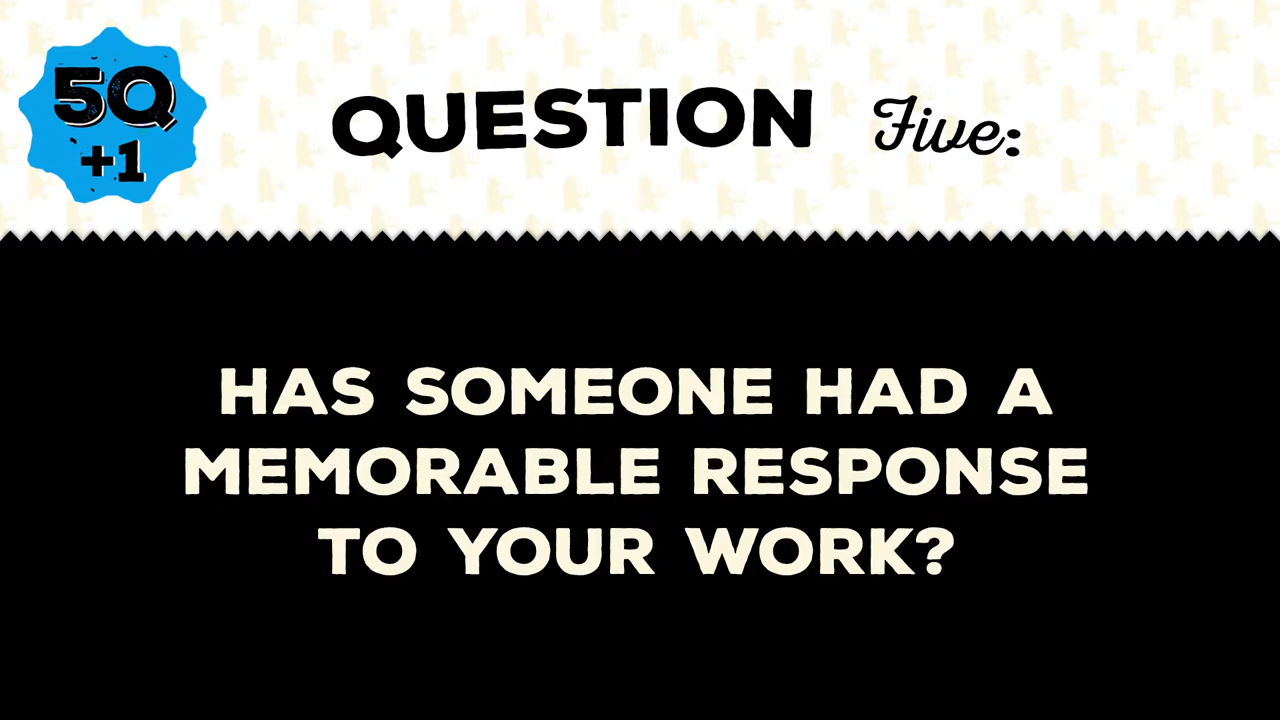 5Q
+1
QUESTION Five:
HAS SOMEONE HAD A
MEMORABLE RESPONSE
TO YOUR WORK?